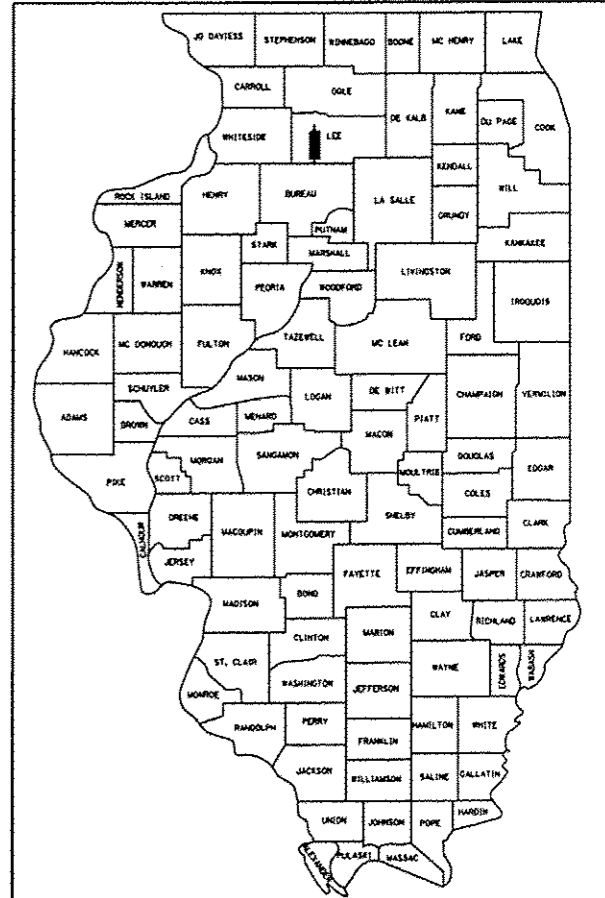 JO DAVIESS STEPHENSON WINNEBAGO BOONE MC HENRY LAKE
CARROLL OGLE
DE KALB KANE DU PAGE COOK
WHITESIDE LEE
KENDALL
ROCK ISLAND HENRY BUREAU LA SALLE WILL
MERCER PUTNAM GRUNDY
STARK MARSHALL KANKAKEE
HENDERSON WARREN KNOX PEORIA WOODFORD LIVINGSTON IROQUOIS
HANCOCK MC DONOUGH FULTON TAZEWELL MC LEAN FORD
SCHUYLER MASON
ADAMS BROWN LOGAN DE WITT CHAMPAIGN VERMILION
CASS MENARD MACON PIATT
PIKE SCOTT MORGAN SANGAMON MOULTRIE DOUGLAS EDGAR
CHRISTIAN COLES
CALHOUN GREENE MACOUPIN MONTGOMERY SHELBY CUMBERLAND CLARK
JERSEY FAYETTE EFFINGHAM JASPER CRAWFORD
MADISON BOND
CLAY RICHLAND LAWRENCE
CLINTON MARION
ST. CLAIR WAYNE EDWARDS WABASH
WASHINGTON JEFFERSON
MONROE
RANDOLPH PERRY HAMILTON WHITE
FRANKLIN
JACKSON WILLIAMSON SALINE GALLATIN
UNION JOHNSON POPE HARDIN
ALEXANDER PULASKI MASSAC